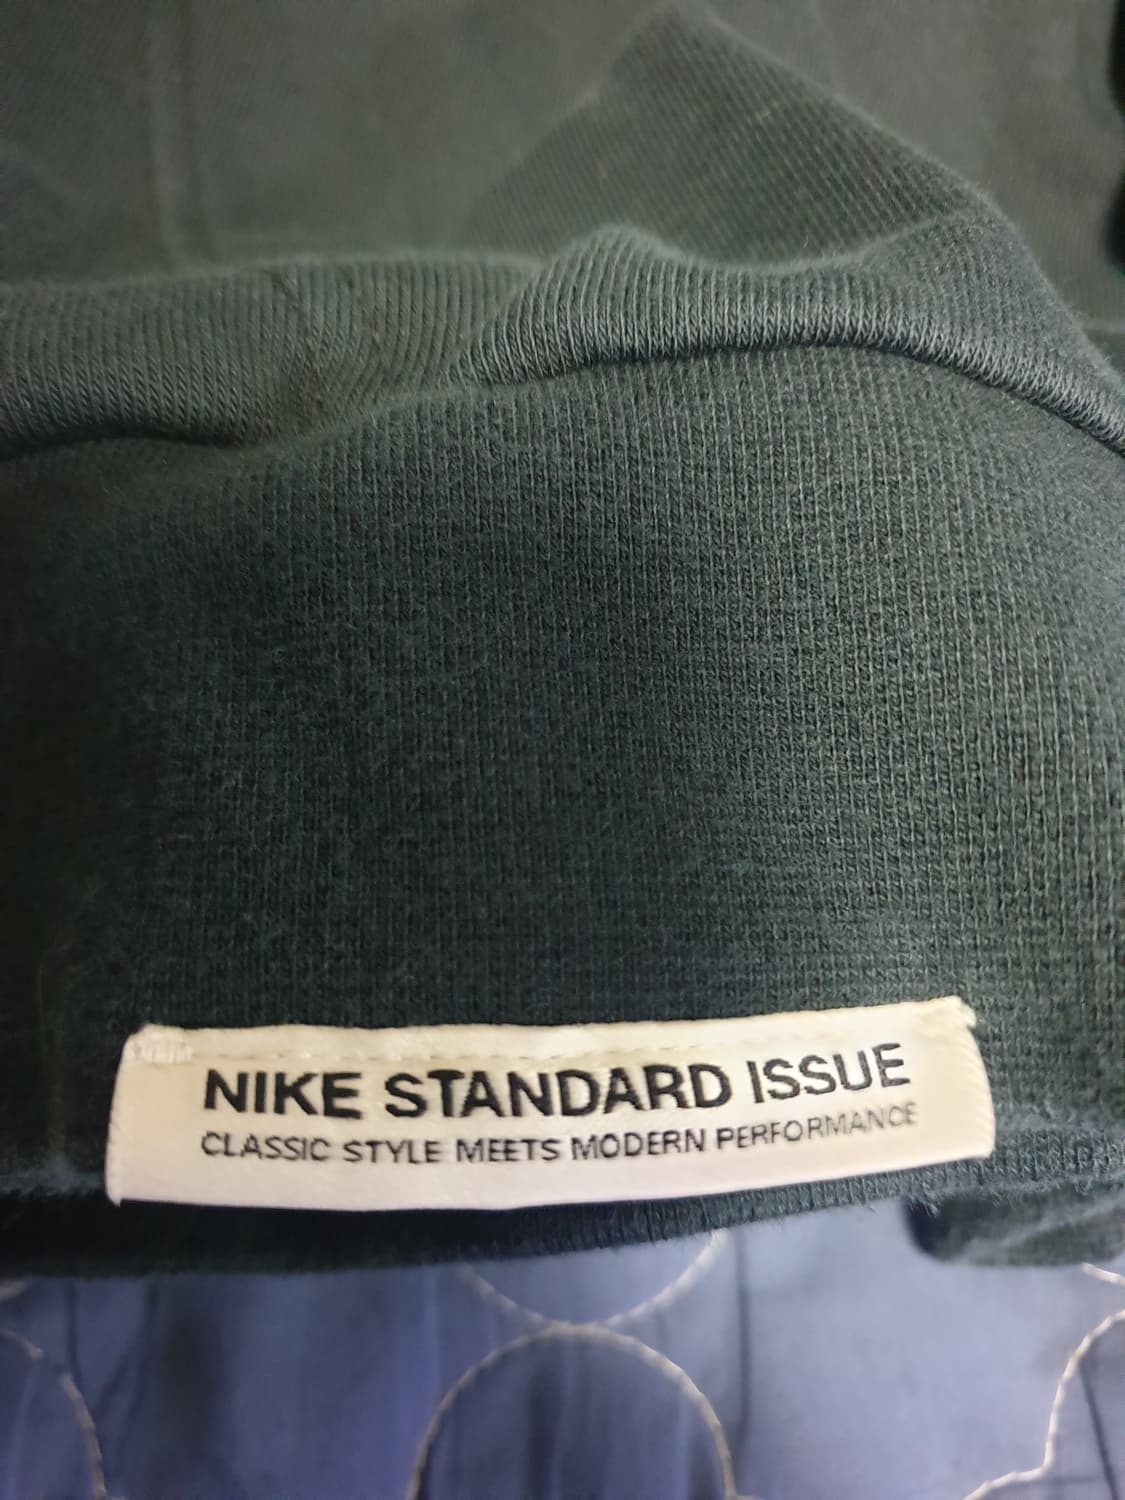 NIKE STANDARD ISSUE
CLASSIC STYLE MEETS MODERN PERFORMANCE